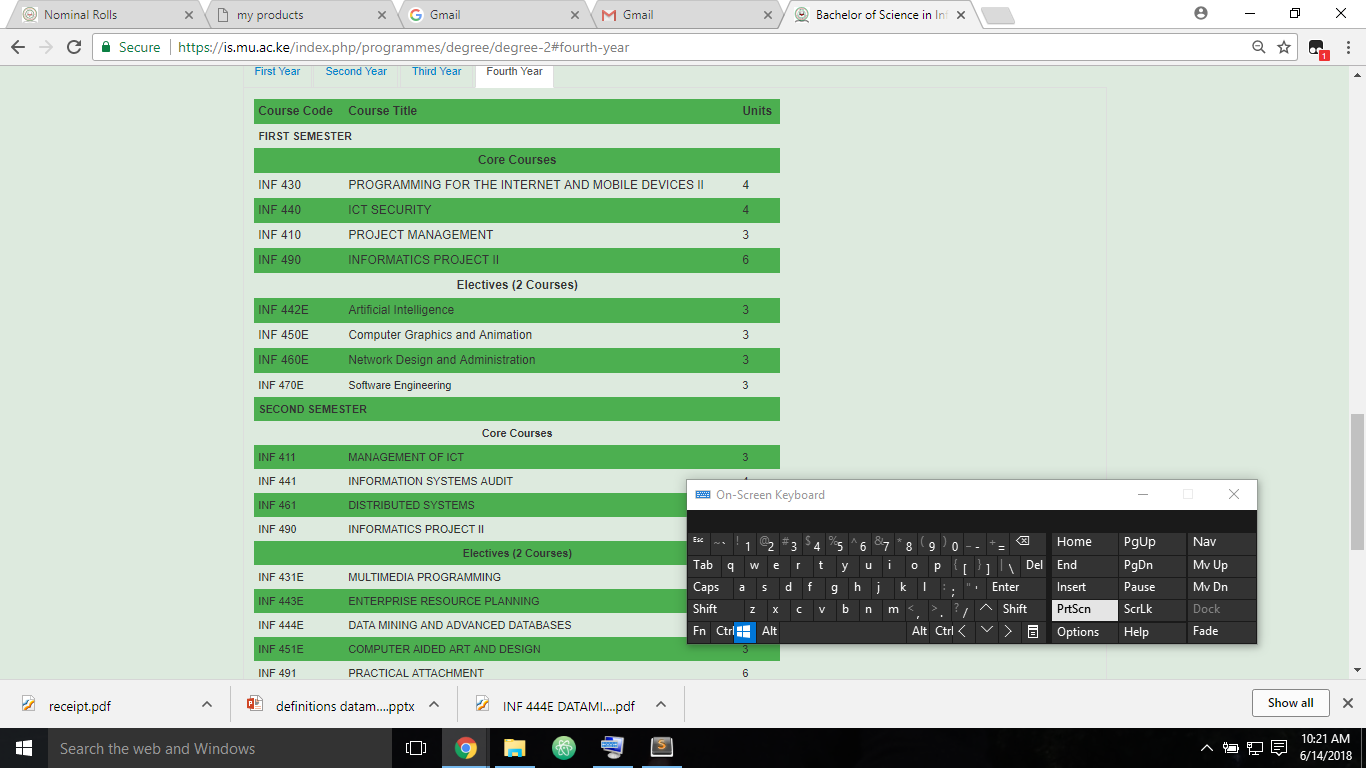 Nominal Rolls
my products
Gmail
Gmail
Bachelor of Science in In
Secure
https://is.mu.ac.ke/index.php/programmes/degree/degree-2#fourth-year
1
First Year Second Year Third Year Fourth Year
Course Code Course Title Units
FIRST SEMESTER
Core Courses
INF 430 PROGRAMMING FOR THE INTERNET AND MOBILE DEVICES II 4
INF 440 ICT SECURITY 4
INF 410 PROJECT MANAGEMENT 3
INF 490 INFORMATICS PROJECT II 6
Electives (2 Courses)
INF 442E Artificial Intelligence 3
INF 450E Computer Graphics and Animation 3
INF 460E Network Design and Administration 3
INF 470E Software Engineering 3
SECOND SEMESTER
Core Courses
INF 411 MANAGEMENT OF ICT 3
INF 441 INFORMATION SYSTEMS AUDIT
INF 461 DISTRIBUTED SYSTEMS
INF 490 INFORMATICS PROJECT II
Electives (2 Courses)
INF 431E MULTIMEDIA PROGRAMMING
INF 443E ENTERPRISE RESOURCE PLANNING
INF 444E DATA MINING AND ADVANCED DATABASES
INF 451E COMPUTER AIDED ART AND DESIGN 3
INF 491 PRACTICAL ATTACHMENT 6
On-Screen Keyboard
Esc ~ ` ! 1 @ 2 # 3 $ 4 % 5 ^ 6 & 7 * 8 ( 9 ) 0 _ - + = Home PgUp Nav
Tab q w e r t y u i o p { [ } ] | \ Del End PgDn Mv Up
Caps a s d f g h j k l : ; " ' Enter Insert Pause Mv Dn
Shift z x c v b n m < , > . ? / Shift PrtScn ScrLk Dock
Fn Ctrl Alt Alt Ctrl Options Help Fade
receipt.pdf
definitions datam....pptx
INF 444E DATAMI....pdf
Show all
Search the web and Windows
10:21 AM
6/14/2018